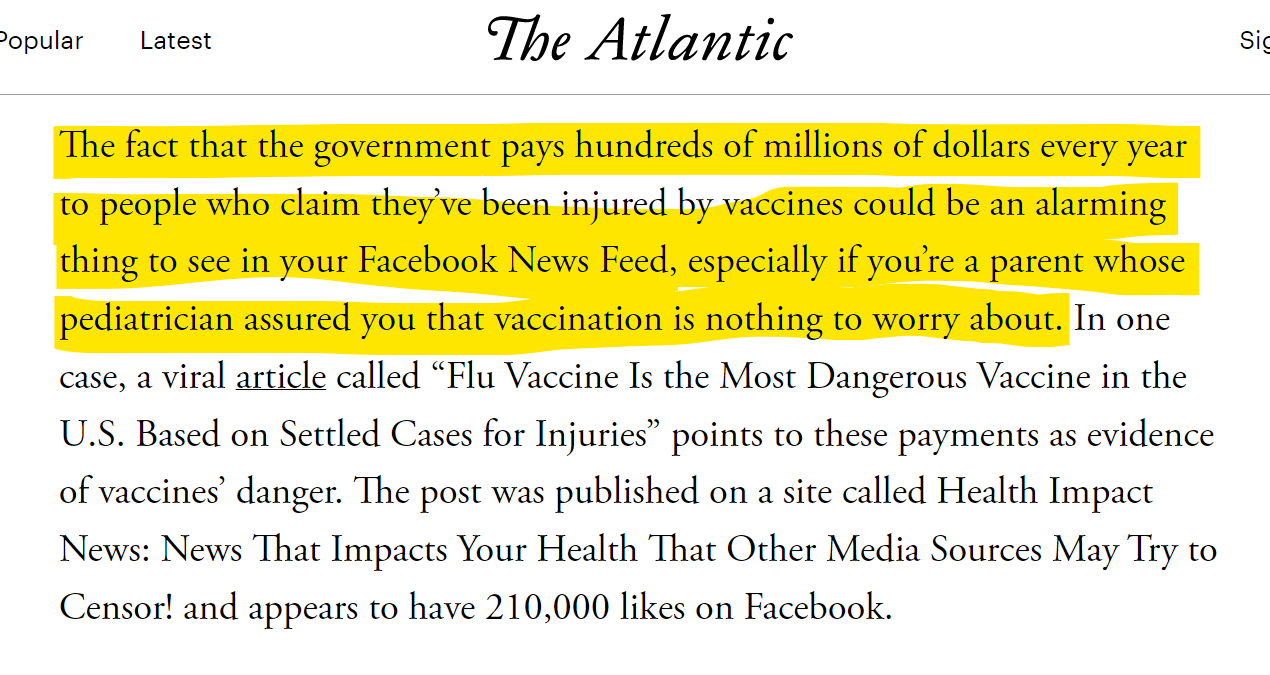 Popular Latest The Atlantic Sig
The fact that the government pays hundreds of millions of dollars every year
to people who claim they’ve been injured by vaccines could be an alarming
thing to see in your Facebook News Feed, especially if you’re a parent whose
pediatrician assured you that vaccination is nothing to worry about. In one
case, a viral article called “Flu Vaccine Is the Most Dangerous Vaccine in the
U.S. Based on Settled Cases for Injuries” points to these payments as evidence
of vaccines’ danger. The post was published on a site called Health Impact
News: News That Impacts Your Health That Other Media Sources May Try to
Censor! and appears to have 210,000 likes on Facebook.